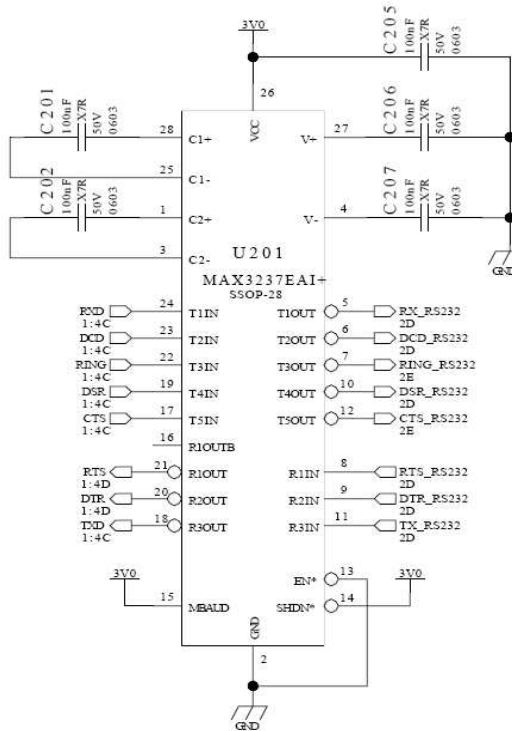 3V0
C205
100nF X7R
50V
0603
26
VCC
C201
100nF X7R
50V
0603
28 C1+
V+ 27
C206
100nF X7R
50V
0603
25 C1-
C202
100nF X7R
50V
0603
1 C2+
V- 4
C207
100nF X7R
50V
0603
3 C2-
GND
U201
MAX3237EAI+
SSOP-28
RXD 24 T1IN T1OUT 5 RX_RS232
1:4C 2D
DCD 23 T2IN T2OUT 6 DCD_RS232
1:4C 2D
RING 22 T3IN T3OUT 7 RING_RS232
1:4C 2E
DSR 19 T4IN T4OUT 10 DSR_RS232
1:4C 2D
CTS 17 T5IN T5OUT 12 CTS_RS232
1:4C 2E
16 R1OUTB
RTS 21 R1OUT R1IN 8 RTS_RS232
1:4D 2D
DTR 20 R2OUT R2IN 9 DTR_RS232
1:4D 2D
TXD 18 R3OUT R3IN 11 TX_RS232
1:4C 2D
3V0 EN* 13 3V0
15 MBAUD SHDN* 14
GND
2
GND